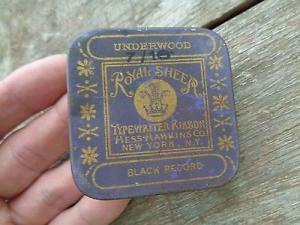 UNDERWOOD
ROYAL SHEER
TYPEWRITER RIBBON
HESS-HAWKINS CO.
NEW YORK, N.Y.
BLACK RECORD